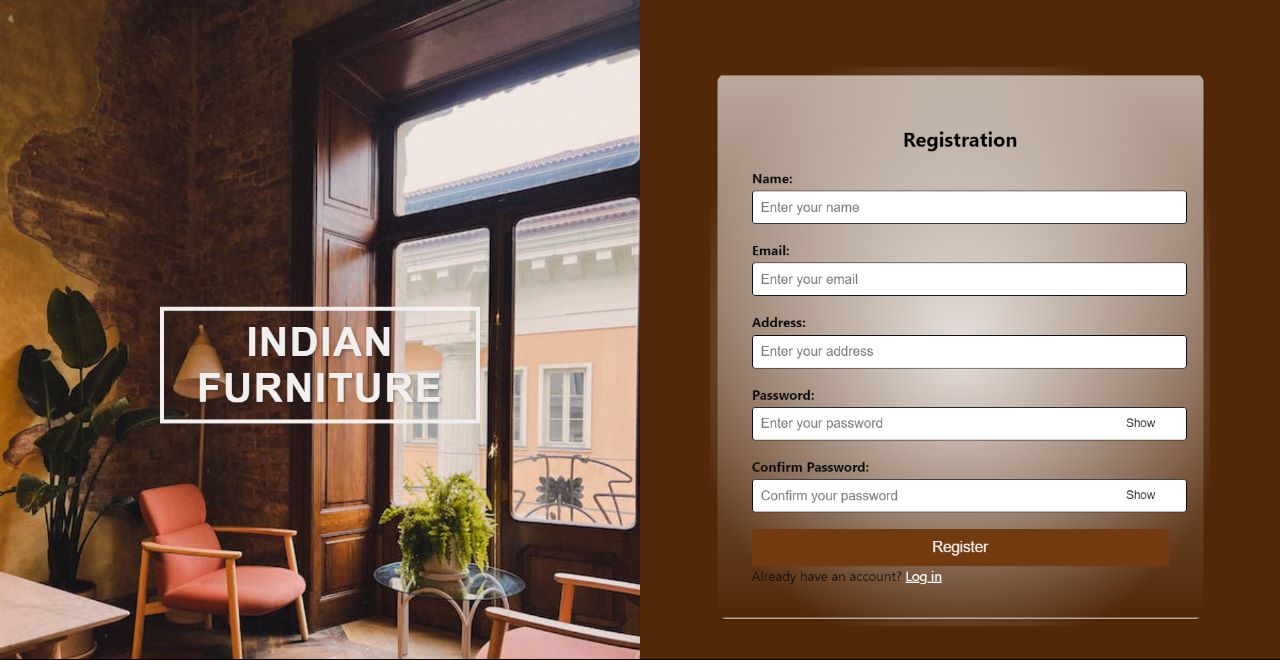 INDIAN
FURNITURE
Registration
Name:
Enter your name
Email:
Enter your email
Address:
Enter your address
Password:
Enter your password Show
Confirm Password:
Confirm your password Show
Register
Already have an account? Log in